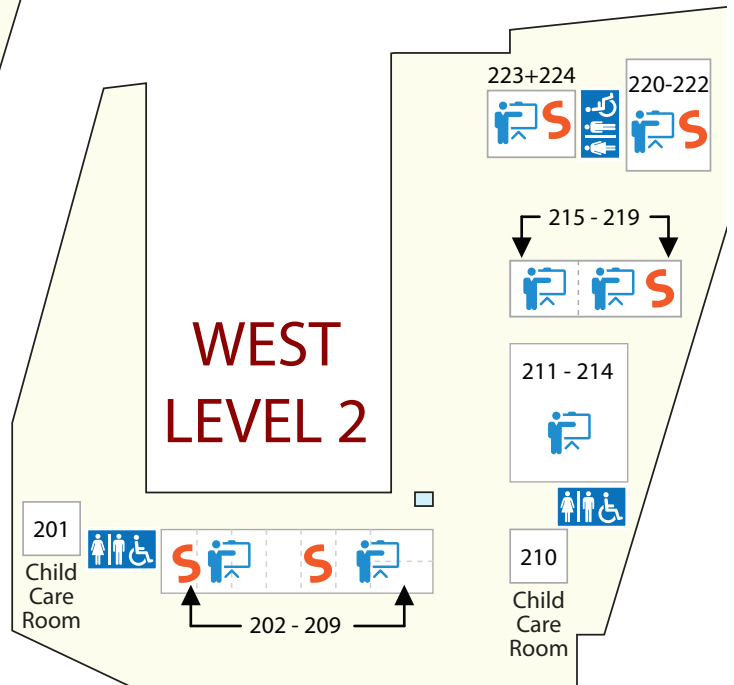 223+224
220-222
S
S
215 - 219
S
WEST
LEVEL 2
211 - 214
201
Child
Care
Room
S
S
202 - 209
210
Child
Care
Room